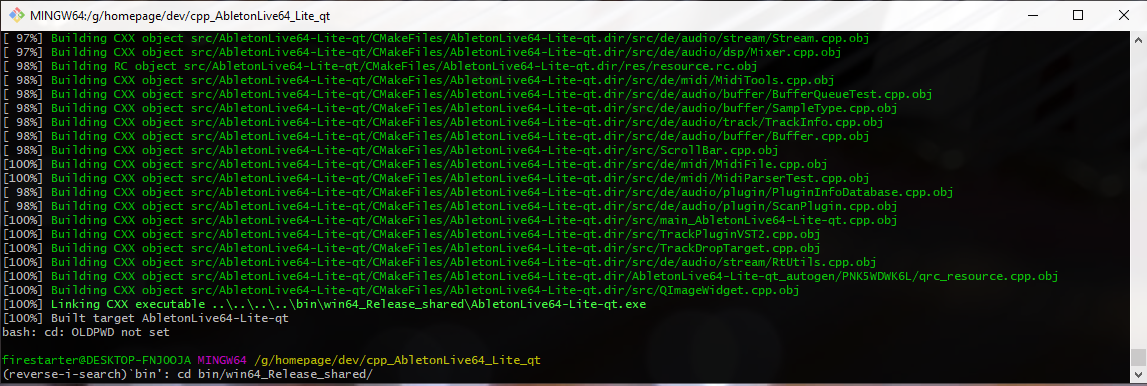 MINGW64:/g/homepage/dev/cpp_AbletonLive64_Lite_qt
[ 97%] Building CXX object src/AbletonLive64-Lite-qt/CMakeFiles/AbletonLive64-Lite-qt.dir/src/de/audio/stream/Stream.cpp.obj
[ 97%] Building CXX object src/AbletonLive64-Lite-qt/CMakeFiles/AbletonLive64-Lite-qt.dir/src/de/audio/dsp/Mixer.cpp.obj
[ 98%] Building RC object src/AbletonLive64-Lite-qt/CMakeFiles/AbletonLive64-Lite-qt.dir/res/resource.rc.obj
[ 98%] Building CXX object src/AbletonLive64-Lite-qt/CMakeFiles/AbletonLive64-Lite-qt.dir/src/de/midi/MidiTools.cpp.obj
[ 98%] Building CXX object src/AbletonLive64-Lite-qt/CMakeFiles/AbletonLive64-Lite-qt.dir/src/de/audio/buffer/BufferQueueTest.cpp.obj
[ 98%] Building CXX object src/AbletonLive64-Lite-qt/CMakeFiles/AbletonLive64-Lite-qt.dir/src/de/audio/buffer/SampleType.cpp.obj
[ 98%] Building CXX object src/AbletonLive64-Lite-qt/CMakeFiles/AbletonLive64-Lite-qt.dir/src/de/audio/track/TrackInfo.cpp.obj
[ 98%] Building CXX object src/AbletonLive64-Lite-qt/CMakeFiles/AbletonLive64-Lite-qt.dir/src/de/audio/buffer/Buffer.cpp.obj
[ 98%] Building CXX object src/AbletonLive64-Lite-qt/CMakeFiles/AbletonLive64-Lite-qt.dir/src/ScrollBar.cpp.obj
[100%] Building CXX object src/AbletonLive64-Lite-qt/CMakeFiles/AbletonLive64-Lite-qt.dir/src/de/midi/MidiFile.cpp.obj
[100%] Building CXX object src/AbletonLive64-Lite-qt/CMakeFiles/AbletonLive64-Lite-qt.dir/src/de/midi/MidiParserTest.cpp.obj
[ 98%] Building CXX object src/AbletonLive64-Lite-qt/CMakeFiles/AbletonLive64-Lite-qt.dir/src/de/audio/plugin/PluginInfoDatabase.cpp.obj
[ 98%] Building CXX object src/AbletonLive64-Lite-qt/CMakeFiles/AbletonLive64-Lite-qt.dir/src/de/audio/plugin/ScanPlugin.cpp.obj
[100%] Building CXX object src/AbletonLive64-Lite-qt/CMakeFiles/AbletonLive64-Lite-qt.dir/src/main_AbletonLive64-Lite-qt.cpp.obj
[100%] Building CXX object src/AbletonLive64-Lite-qt/CMakeFiles/AbletonLive64-Lite-qt.dir/src/TrackPluginVST2.cpp.obj
[100%] Building CXX object src/AbletonLive64-Lite-qt/CMakeFiles/AbletonLive64-Lite-qt.dir/src/TrackDropTarget.cpp.obj
[100%] Building CXX object src/AbletonLive64-Lite-qt/CMakeFiles/AbletonLive64-Lite-qt.dir/src/de/audio/stream/RtUtils.cpp.obj
[100%] Building CXX object src/AbletonLive64-Lite-qt/CMakeFiles/AbletonLive64-Lite-qt.dir/AbletonLive64-Lite-qt_autogen/PNK5WDWK6L/qrc_resource.cpp.obj
[100%] Building CXX object src/AbletonLive64-Lite-qt/CMakeFiles/AbletonLive64-Lite-qt.dir/src/QImageWidget.cpp.obj
[100%] Linking CXX executable ..\..\..\..\bin\win64_Release_shared\AbletonLive64-Lite-qt.exe
[100%] Built target AbletonLive64-Lite-qt
bash: cd: OLDPWD not set
firestarter@DESKTOP-FNJOOJA MINGW64 /g/homepage/dev/cpp_AbletonLive64_Lite_qt
(reverse-i-search)`bin': cd bin/win64_Release_shared/